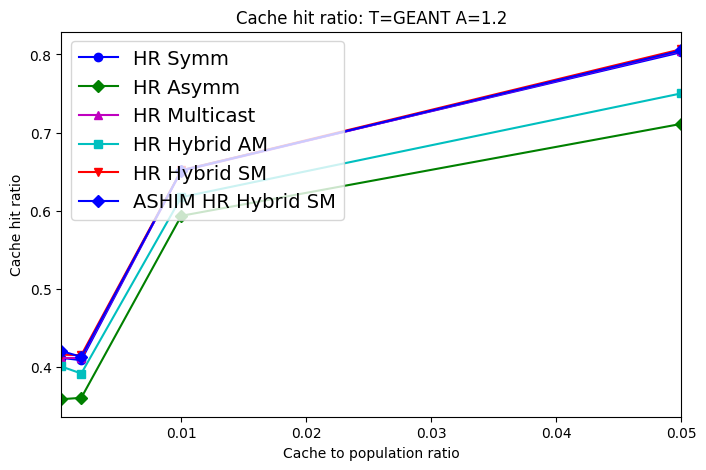 Cache hit ratio: T=GEANT A=1.2
HR Symm
HR Asymm
HR Multicast
HR Hybrid AM
HR Hybrid SM
ASHIM HR Hybrid SM
Cache hit ratio
0.8
0.7
0.6
0.5
0.4
0.01
0.02
0.03
0.04
0.05
Cache to population ratio